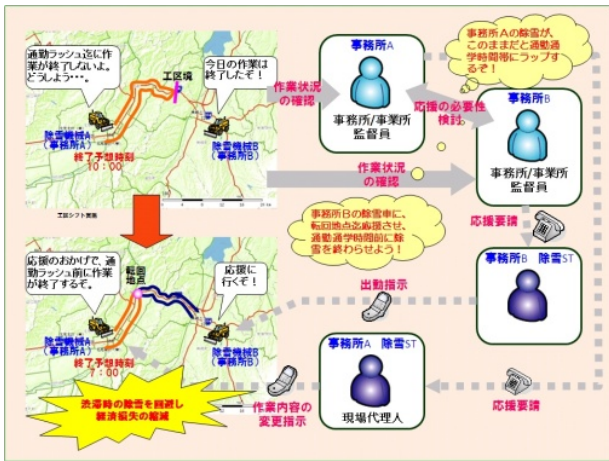 通勤ラッシュ迄に作
業が終了しないよ。
どうしよう・・・。
工区境
今日の作業は
終了したぞ！
除雪機械A
（事務所A）
終了予想時刻
10：00
除雪機械B
（事務所B）
工区シフト実施
作業状況
の確認
事務所A
事務所/事業所
監督員
事務所Aの除雪が、
このままだと通勤通
学時間帯にラップす
るぞ！
応援の必要性
検討
事務所B
事務所/事業所
監督員
作業状況
の確認
事務所Bの除雪車に、
転回地点迄応援させ、
通勤通学時間前に除
雪を終わらせよう！
応援要請
事務所B 除雪ST
出動指示
応援のおかげで、通
勤ラッシュ前に作業
が終了するぞ。
転回
地点
応援に
行くぞ！
除雪機械A
（事務所A）
終了予想時刻
7：00
除雪機械B
（事務所B）
渋滞時の除雪を回避し
経済損失の縮減
作業内容の
変更指示
事務所A 除雪ST
現場代理人
応援要請